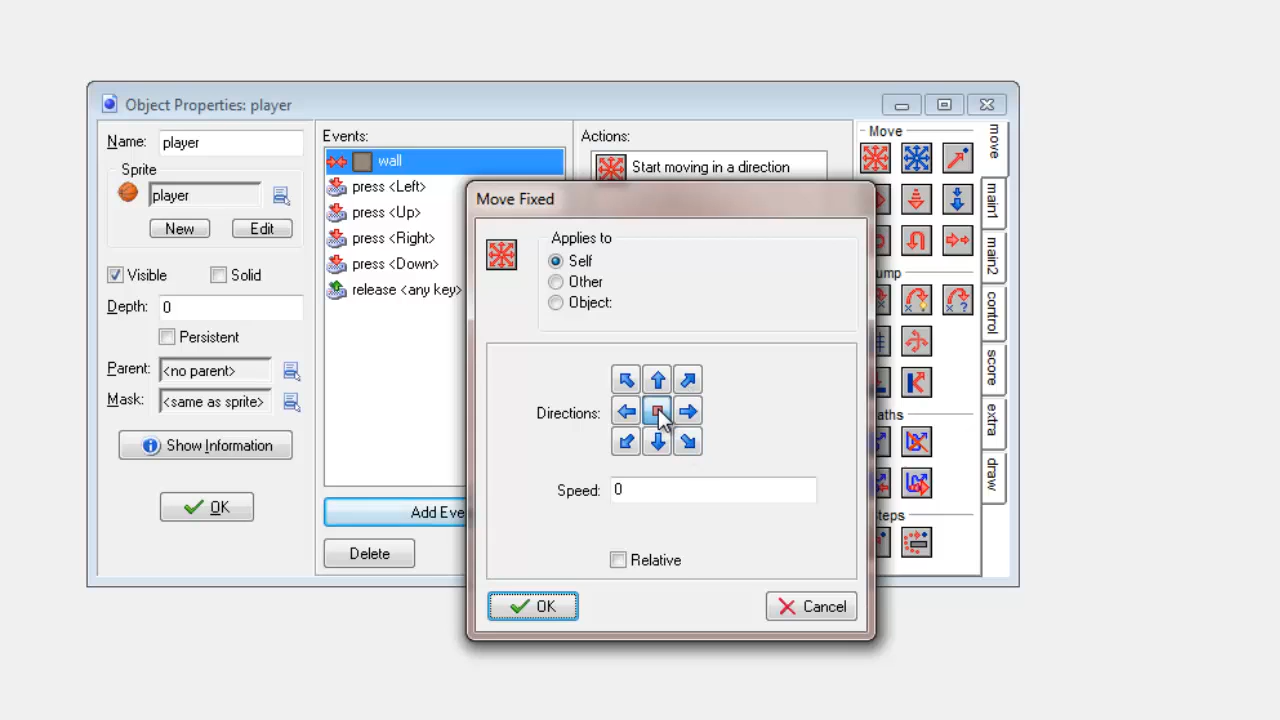 Object Properties: player
Name: player
Sprite
player
New Edit
Visible Solid
Depth: 0
Persistent
Parent: <no parent>
Mask: <same as sprite>
Show Information
OK
Events:
wall
press <Left>
press <Up>
press <Right>
press <Down>
release <any key>
Add Eve
Delete
Actions:
Start moving in a direction
Move Fixed
Applies to
Self
Other
Object:
Directions:
Speed: 0
Relative
OK Cancel
Move
ump
aths
teps
move
main1
main2
control
score
extra
draw